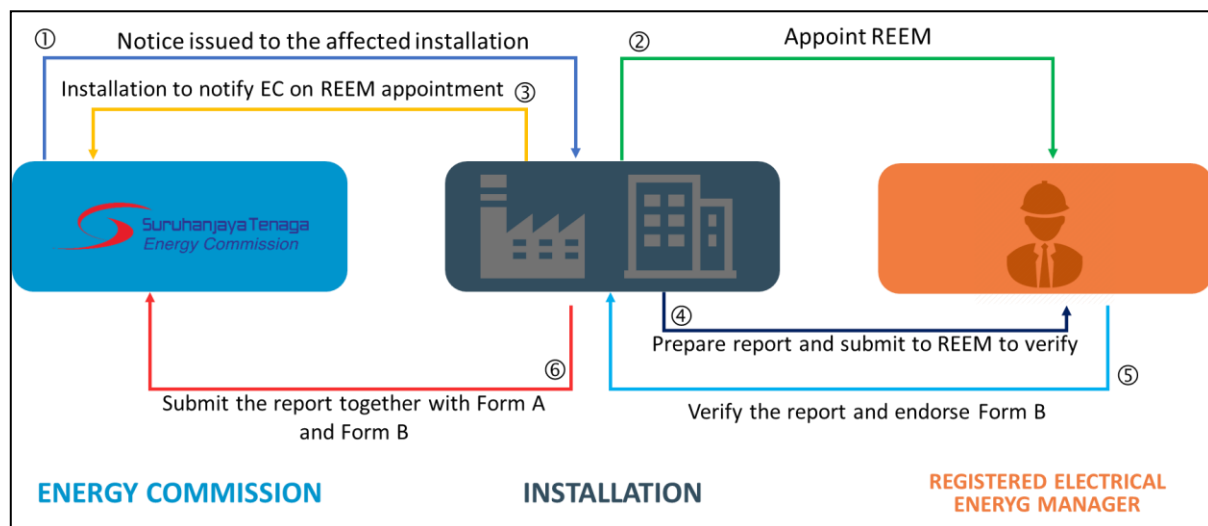 ① Notice issued to the affected installation
② Appoint REEM
Installation to notify EC on REEM appointment ③
Suruhanjaya Tenaga
Energy Commission
④
Prepare report and submit to REEM to verify
⑥
⑤
Submit the report together with Form A
and Form B
Verify the report and endorse Form B
ENERGY COMMISSION
INSTALLATION
REGISTERED ELECTRICAL
ENERYG MANAGER